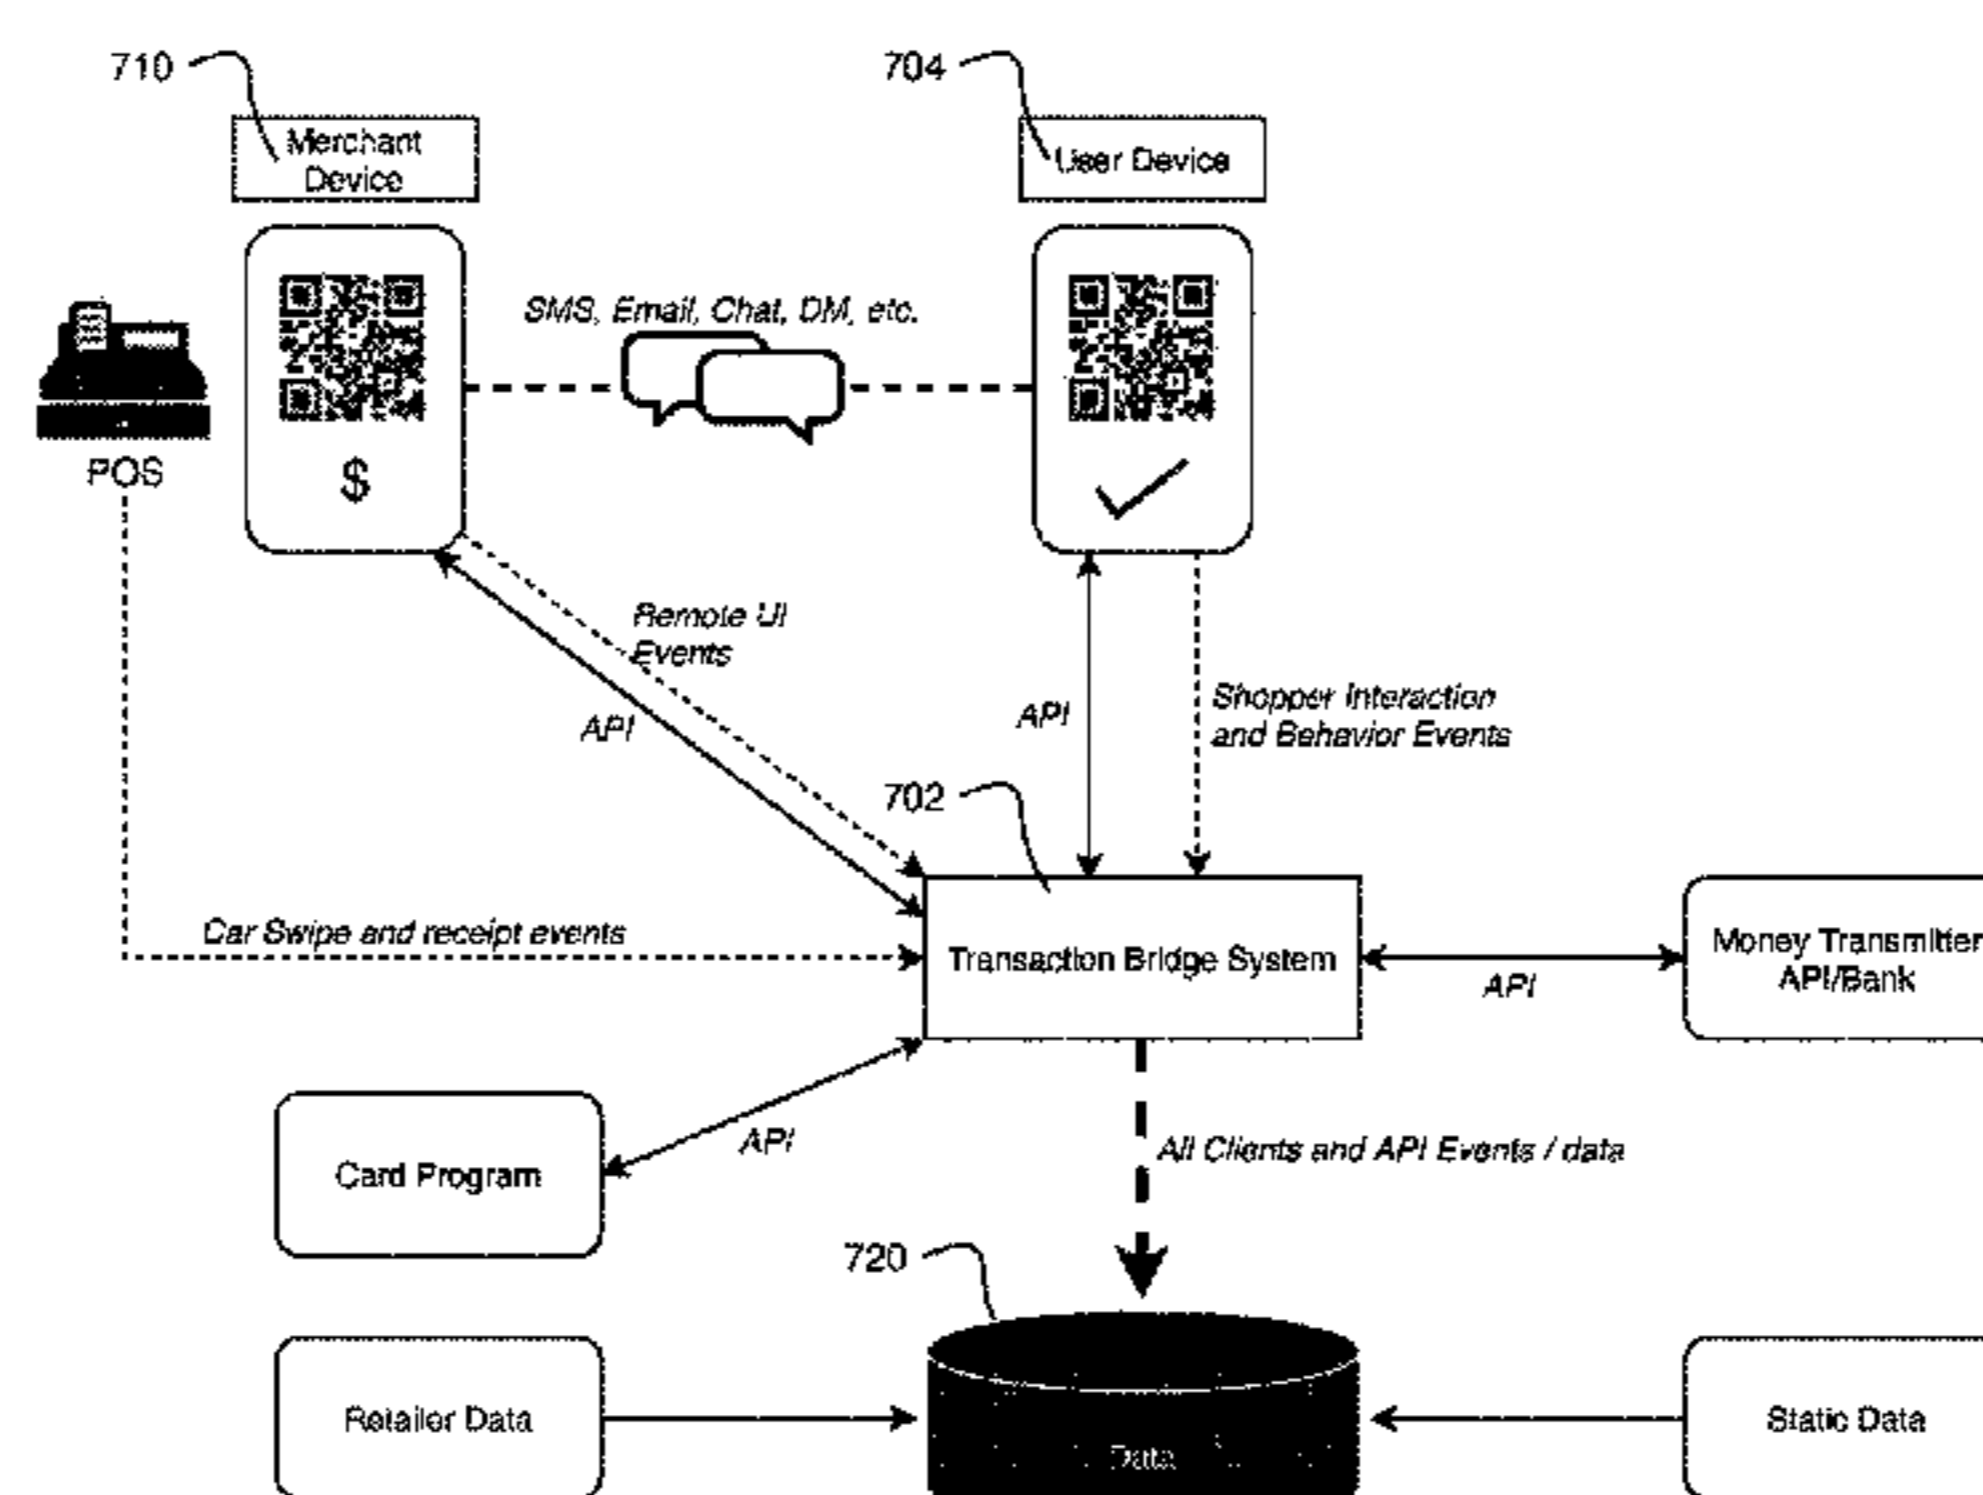 710
704
Merchant
Device
User Device
SMS, Email, Chat, DM, etc.
POS
$
Remote UI
Events
API
API
Shopper Interaction
and Behavior Events
702
Car Swipe and receipt events
Transaction Bridge System
API
Money Transmitter
API/Bank
API
Card Program
All Clients and API Events / data
720
Retailer Data
Data
Static Data